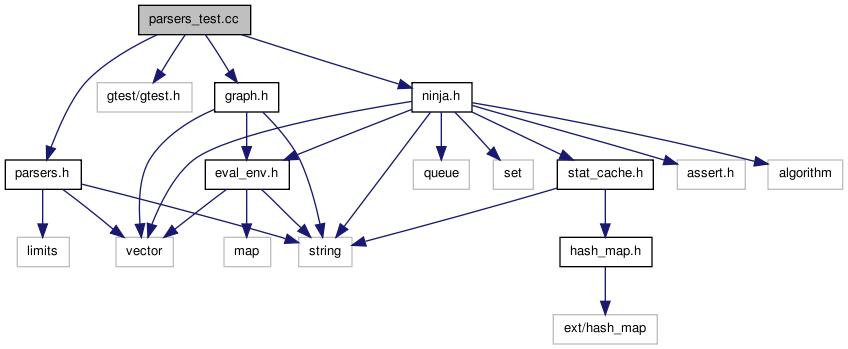 parsers_test.cc
gtest/gtest.h
graph.h
ninja.h
parsers.h
eval_env.h
queue
set
stat_cache.h
assert.h
algorithm
limits
vector
map
string
hash_map.h
ext/hash_map